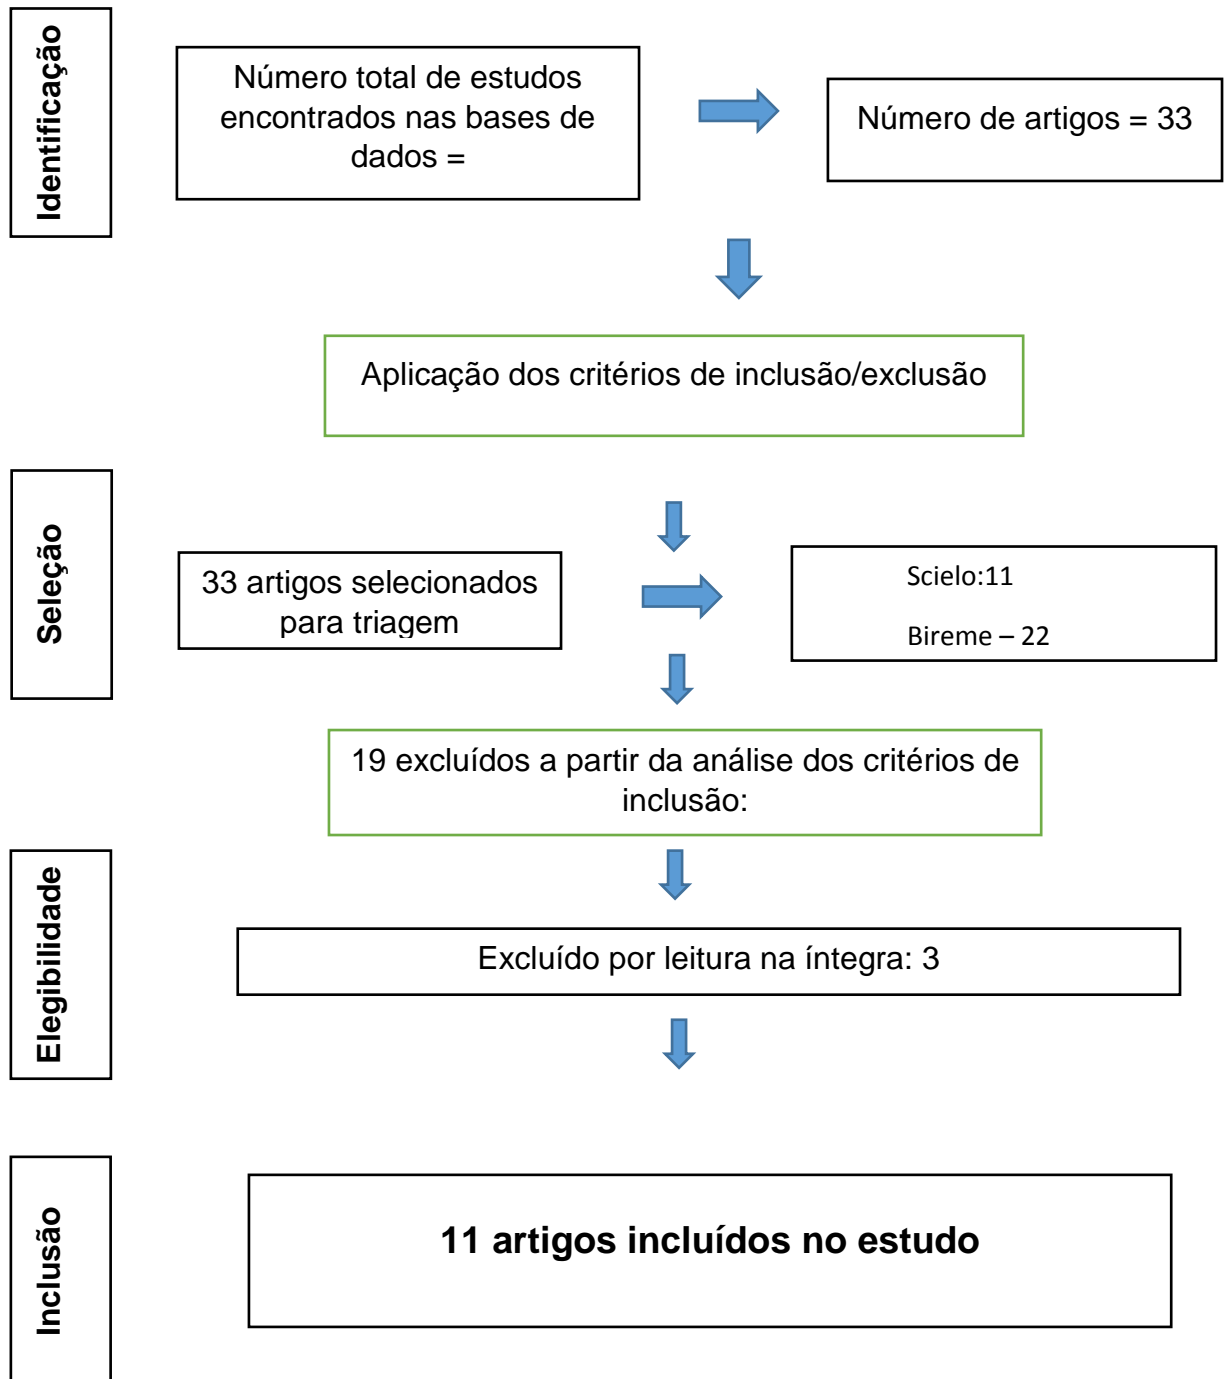 Identificação
Número total de estudos
encontrados nas bases de
dados =
Número de artigos = 33
Aplicação dos critérios de inclusão/exclusão
Seleção
33 artigos selecionados
para triagem
Scielo:11
Bireme – 22
19 excluídos a partir da análise dos critérios de
inclusão:
Elegibilidade
Excluído por leitura na íntegra: 3
Inclusão
11 artigos incluídos no estudo